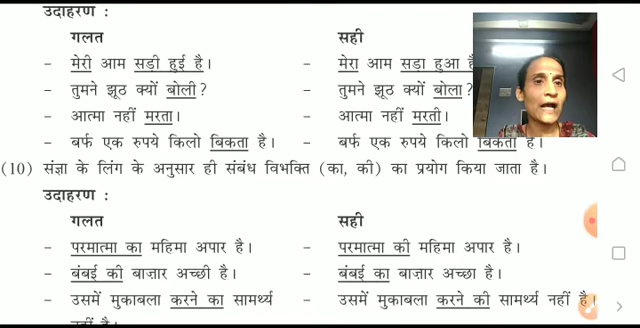 उदाहरण :
गलत सही
- मेरी आम सड़ी हुई है। - मेरा आम सड़ा हुआ
- तुमने झूठ क्यों बोली? - तुमने झूठ क्यों बोला?
- आत्मा नहीं मरता। - आत्मा नहीं मरती।
- बर्फ एक रुपये किलो बिकता है। - बर्फ एक रुपये किलो बिकती है।
(10) संज्ञा के लिंग के अनुसार ही संबंध विभक्ति (का, की) का प्रयोग किया जाता है।
उदाहरण :
गलत सही
- परमात्मा का महिमा अपार है। - परमात्मा की महिमा अपार है।
- बंबई की बाज़ार अच्छी है। - बंबई का बाज़ार अच्छा है।
- उसमें मुकाबला करने का सामर्थ्य - उसमें मुकाबला करने की सामर्थ्य नहीं है।
नहीं है।